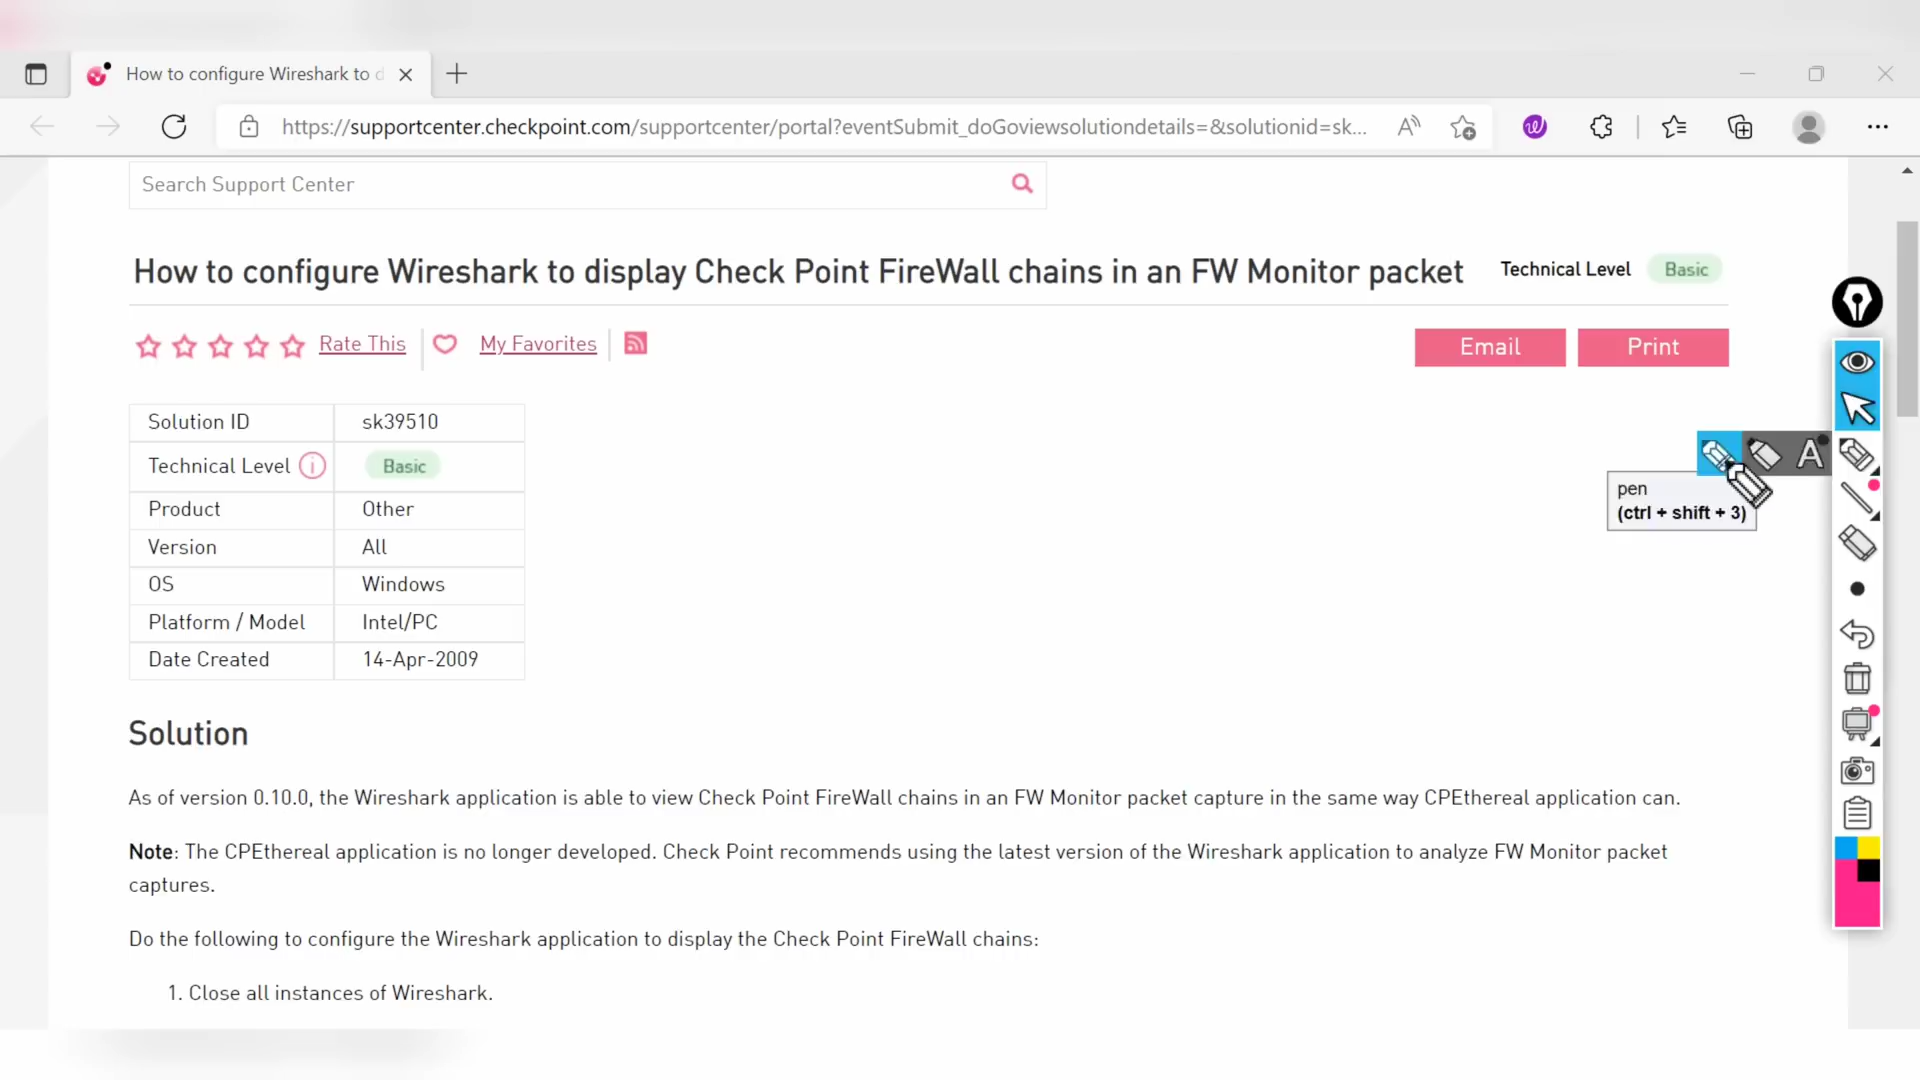 How to configure Wireshark to d
https://supportcenter.checkpoint.com/supportcenter/portal?eventSubmit_doGoviewsolutiondetails=&solutionid=sk...
Search Support Center
How to configure Wireshark to display Check Point FireWall chains in an FW Monitor packet
Technical Level Basic
Rate This
My Favorites
Email
Print
Solution ID sk39510
Technical Level Basic
Product Other
Version All
OS Windows
Platform / Model Intel/PC
Date Created 14-Apr-2009
A
pen
(ctrl + shift + 3)
Solution
As of version 0.10.0, the Wireshark application is able to view Check Point FireWall chains in an FW Monitor packet capture in the same way CPEthereal application can.
Note: The CPEthereal application is no longer developed. Check Point recommends using the latest version of the Wireshark application to analyze FW Monitor packet
captures.
Do the following to configure the Wireshark application to display the Check Point FireWall chains:
1. Close all instances of Wireshark.